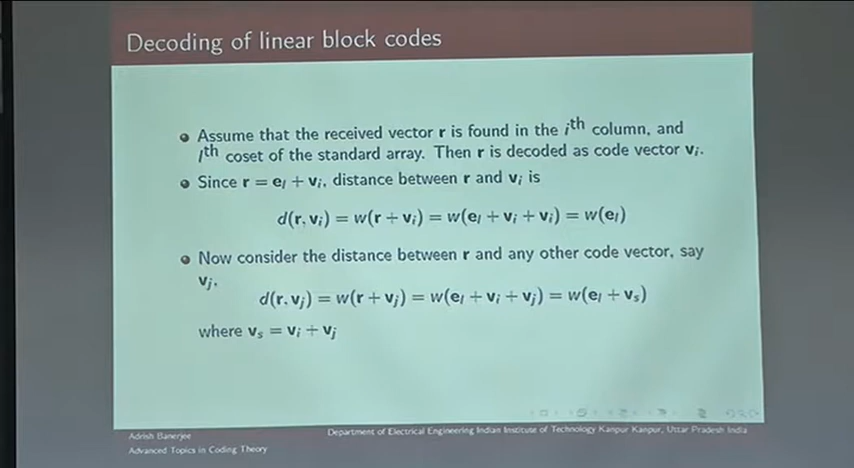 Decoding of linear block codes
Assume that the received vector r is found in the iᵗʰ column, and
lᵗʰ coset of the standard array. Then r is decoded as code vector vᵢ.
Since r = eₗ + vᵢ, distance between r and vᵢ is
d(r, vᵢ) = w(r + vᵢ) = w(eₗ + vᵢ + vᵢ) = w(eₗ)
Now consider the distance between r and any other code vector, say
vⱼ,
d(r, vⱼ) = w(r + vⱼ) = w(eₗ + vᵢ + vⱼ) = w(eₗ + vₛ)
where vₛ = vᵢ + vⱼ
Adrish Banerjee
Department of Electrical Engineering Indian Institute of Technology Kanpur Kanpur, Uttar Pradesh India
Advanced Topics in Coding Theory